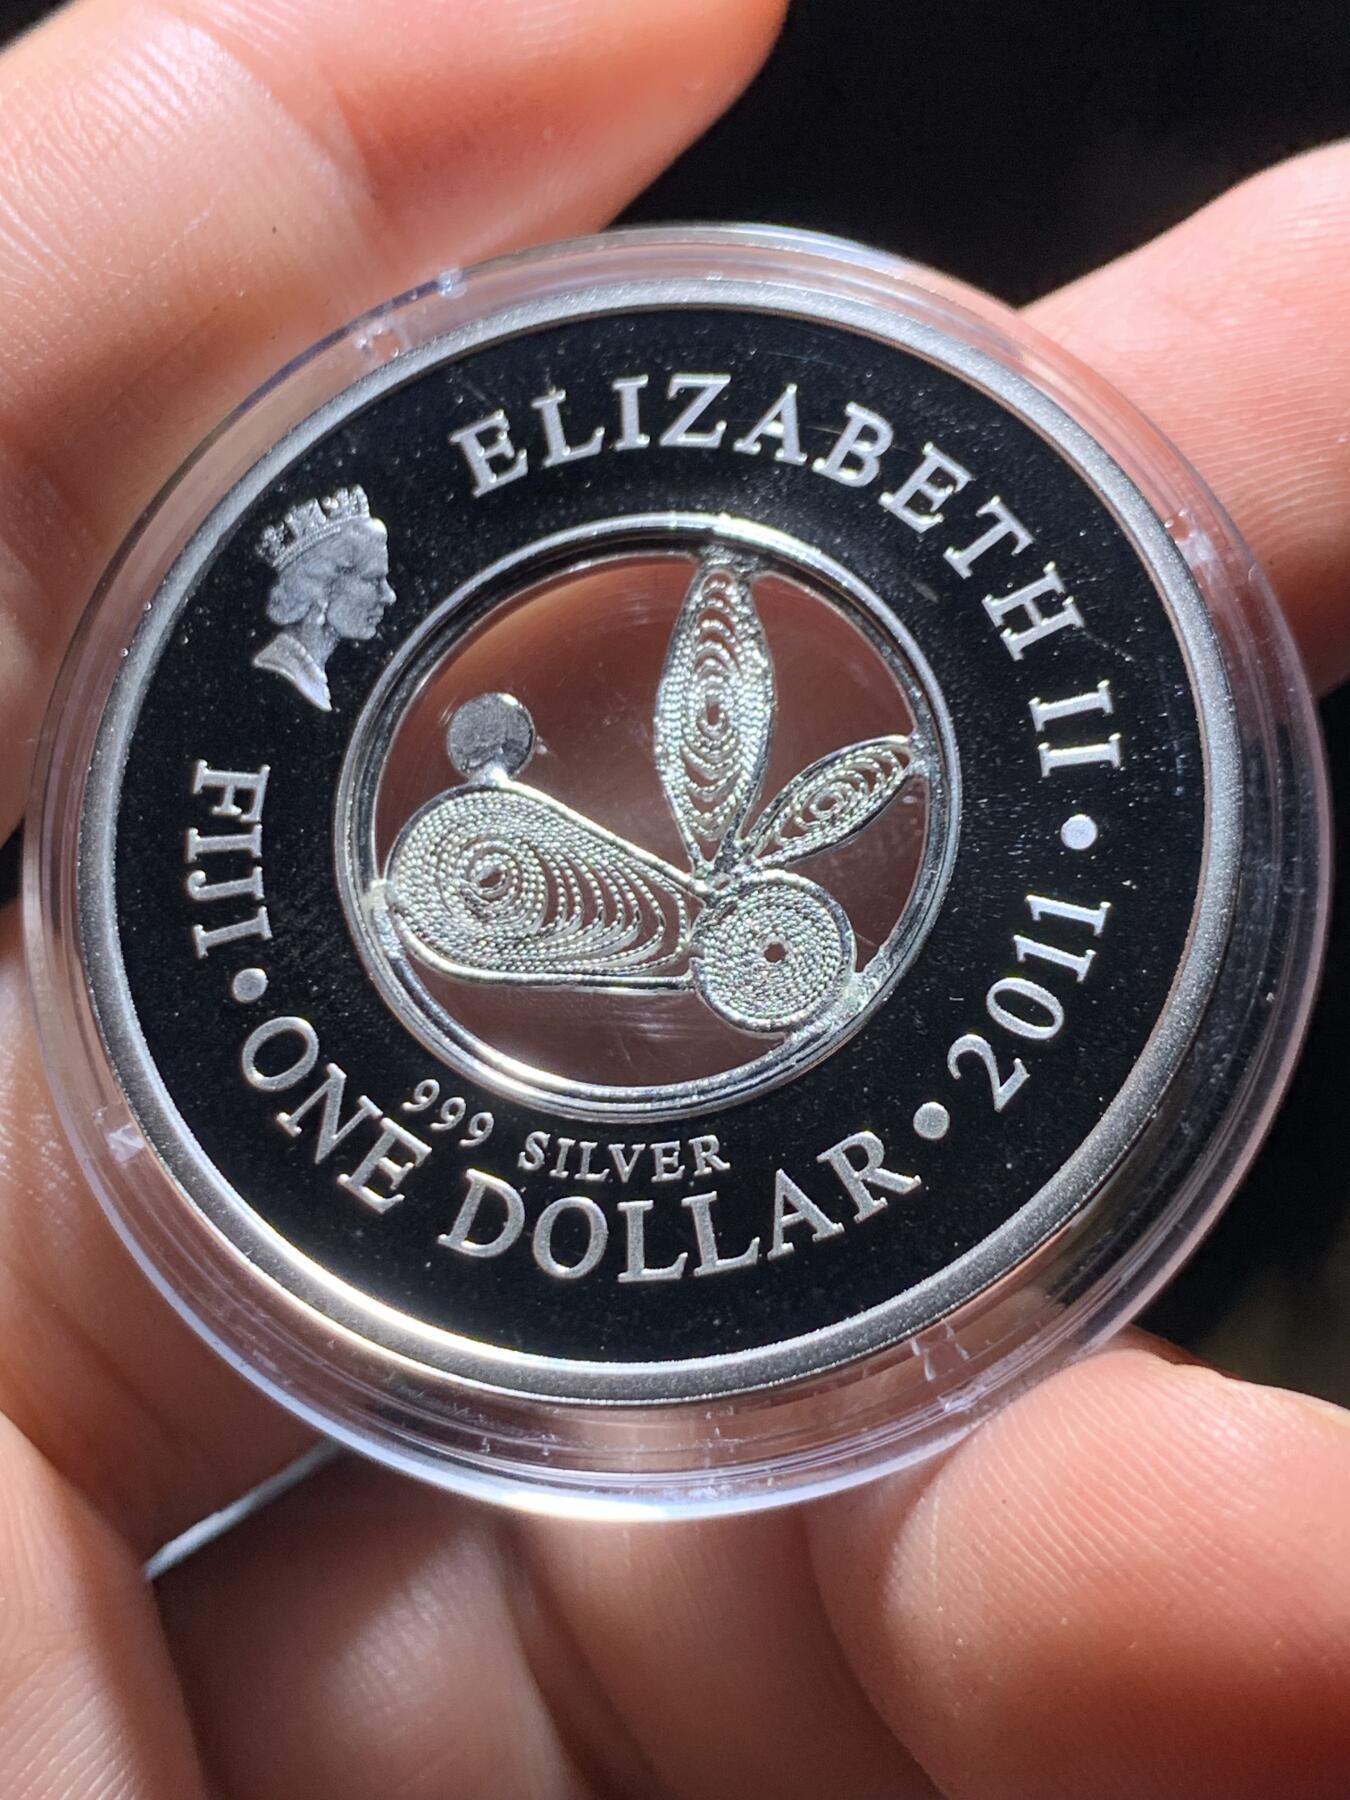 ELIZABETH II • 2011 •
FIJI • ONE DOLLAR
999 SILVER